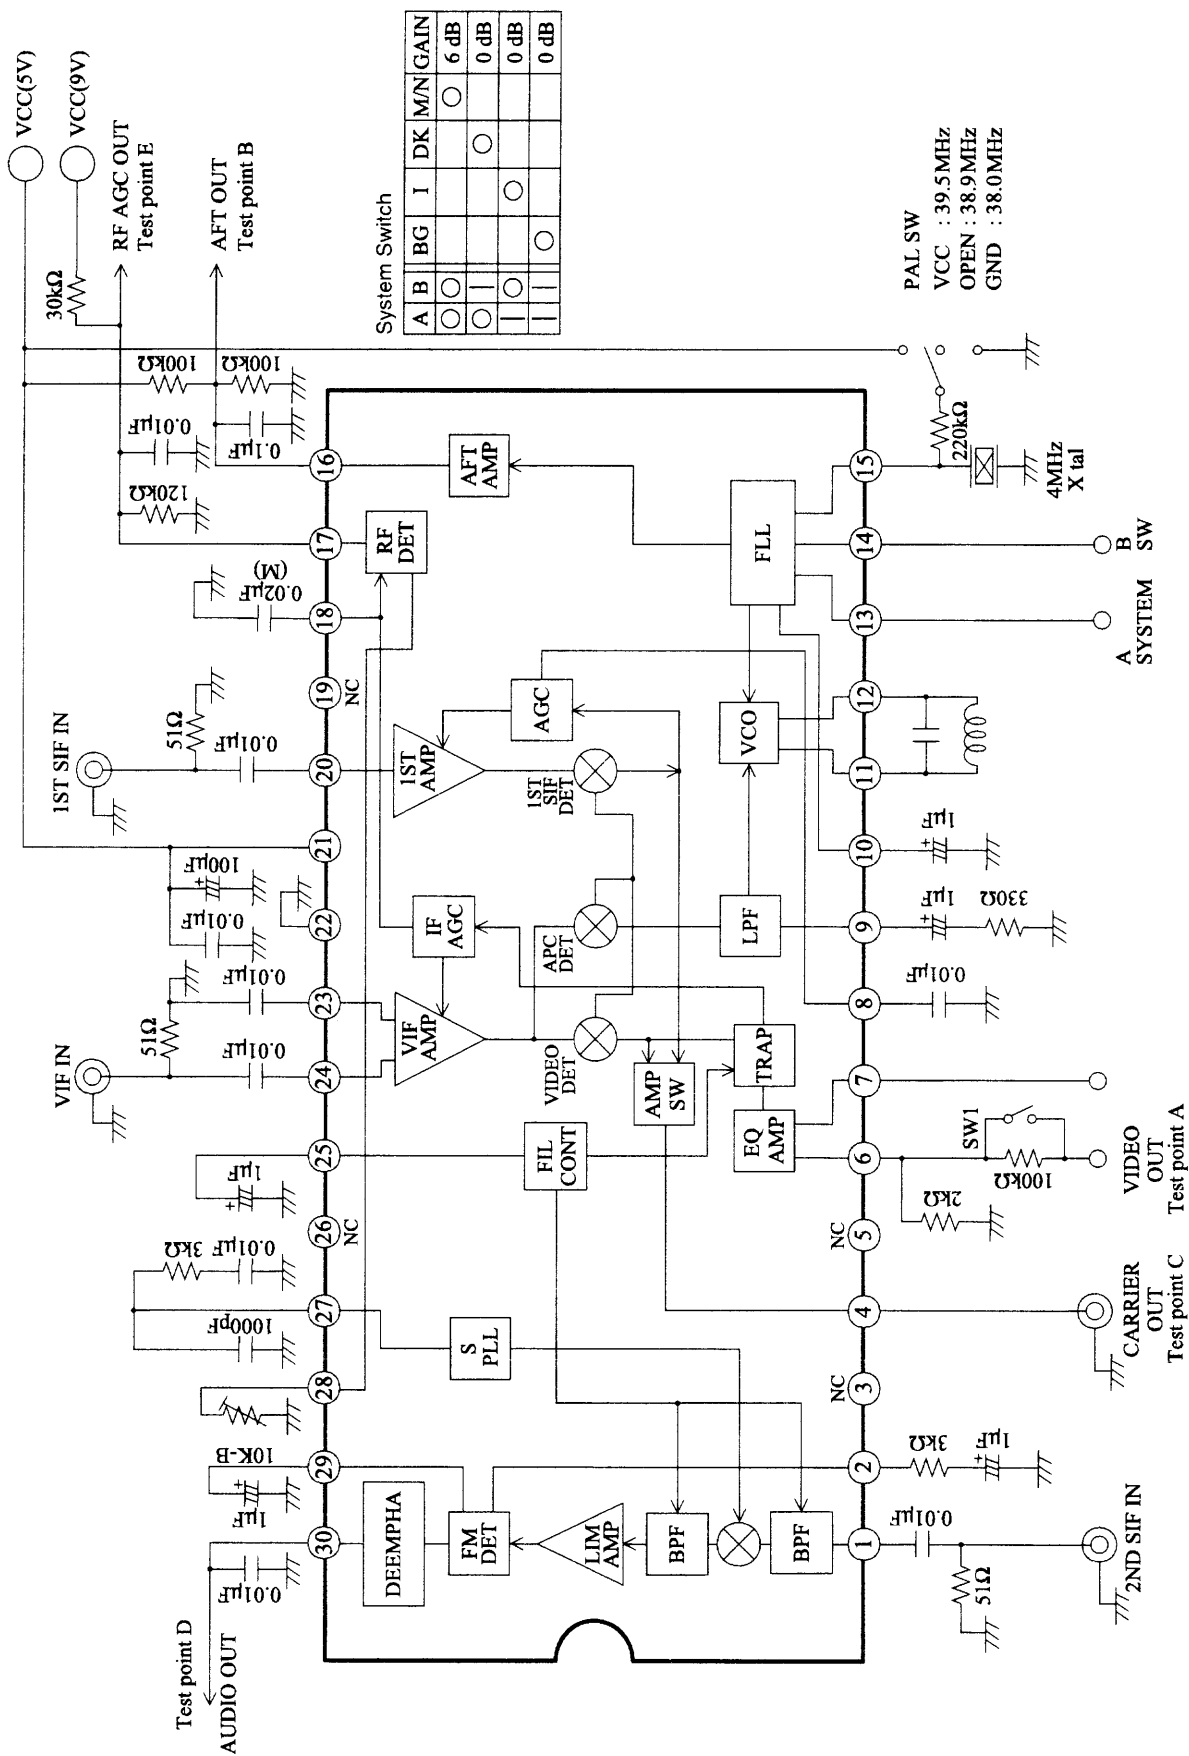 Test point D
AUDIO OUT
0.01µF
1µF
10K-B
1000pF
3kΩ
0.01µF
1µF
VIF IN
51Ω
0.01µF
0.01µF
0.01µF
100µF
1ST SIF IN
51Ω
0.01µF
0.02µF
(M)
120kΩ
0.01µF
0.1µF
100kΩ
100kΩ
30kΩ
VCC(5V)
VCC(9V)
RF AGC OUT
Test point E
AFT OUT
Test point B
30
29
28
27
26
NC
25
24
23
22
21
20
19
NC
18
17
16
DEEMPHA
FM
DET
LIM
AMP
BPF
BPF
S
PLL
FIL
CONT
VIF
AMP
IF
AGC
VIDEO
DET
APC
DET
AMP
SW
TRAP
EQ
AMP
LPF
1ST
AMP
1ST
SIF
DET
AGC
VCO
RF
DET
AFT
AMP
FLL
1
2
NC
3
4
NC
5
6
7
8
9
10
11
12
13
14
15
0.01µF
51Ω
2ND SIF IN
3kΩ
1µF
CARRIER
OUT
Test point C
2kΩ
100kΩ
SW1
VIDEO
OUT
Test point A
0.01µF
1µF
330Ω
1µF
A
SYSTEM
B
SW
220kΩ
4MHz
X tal
PAL SW
VCC : 39.5MHz
OPEN : 38.9MHz
GND : 38.0MHz
System Switch
A B BG I DK M/N GAIN
○ ○ ○ 6 dB
○ — ○ 0 dB
— ○ ○ 0 dB
— — ○ 0 dB